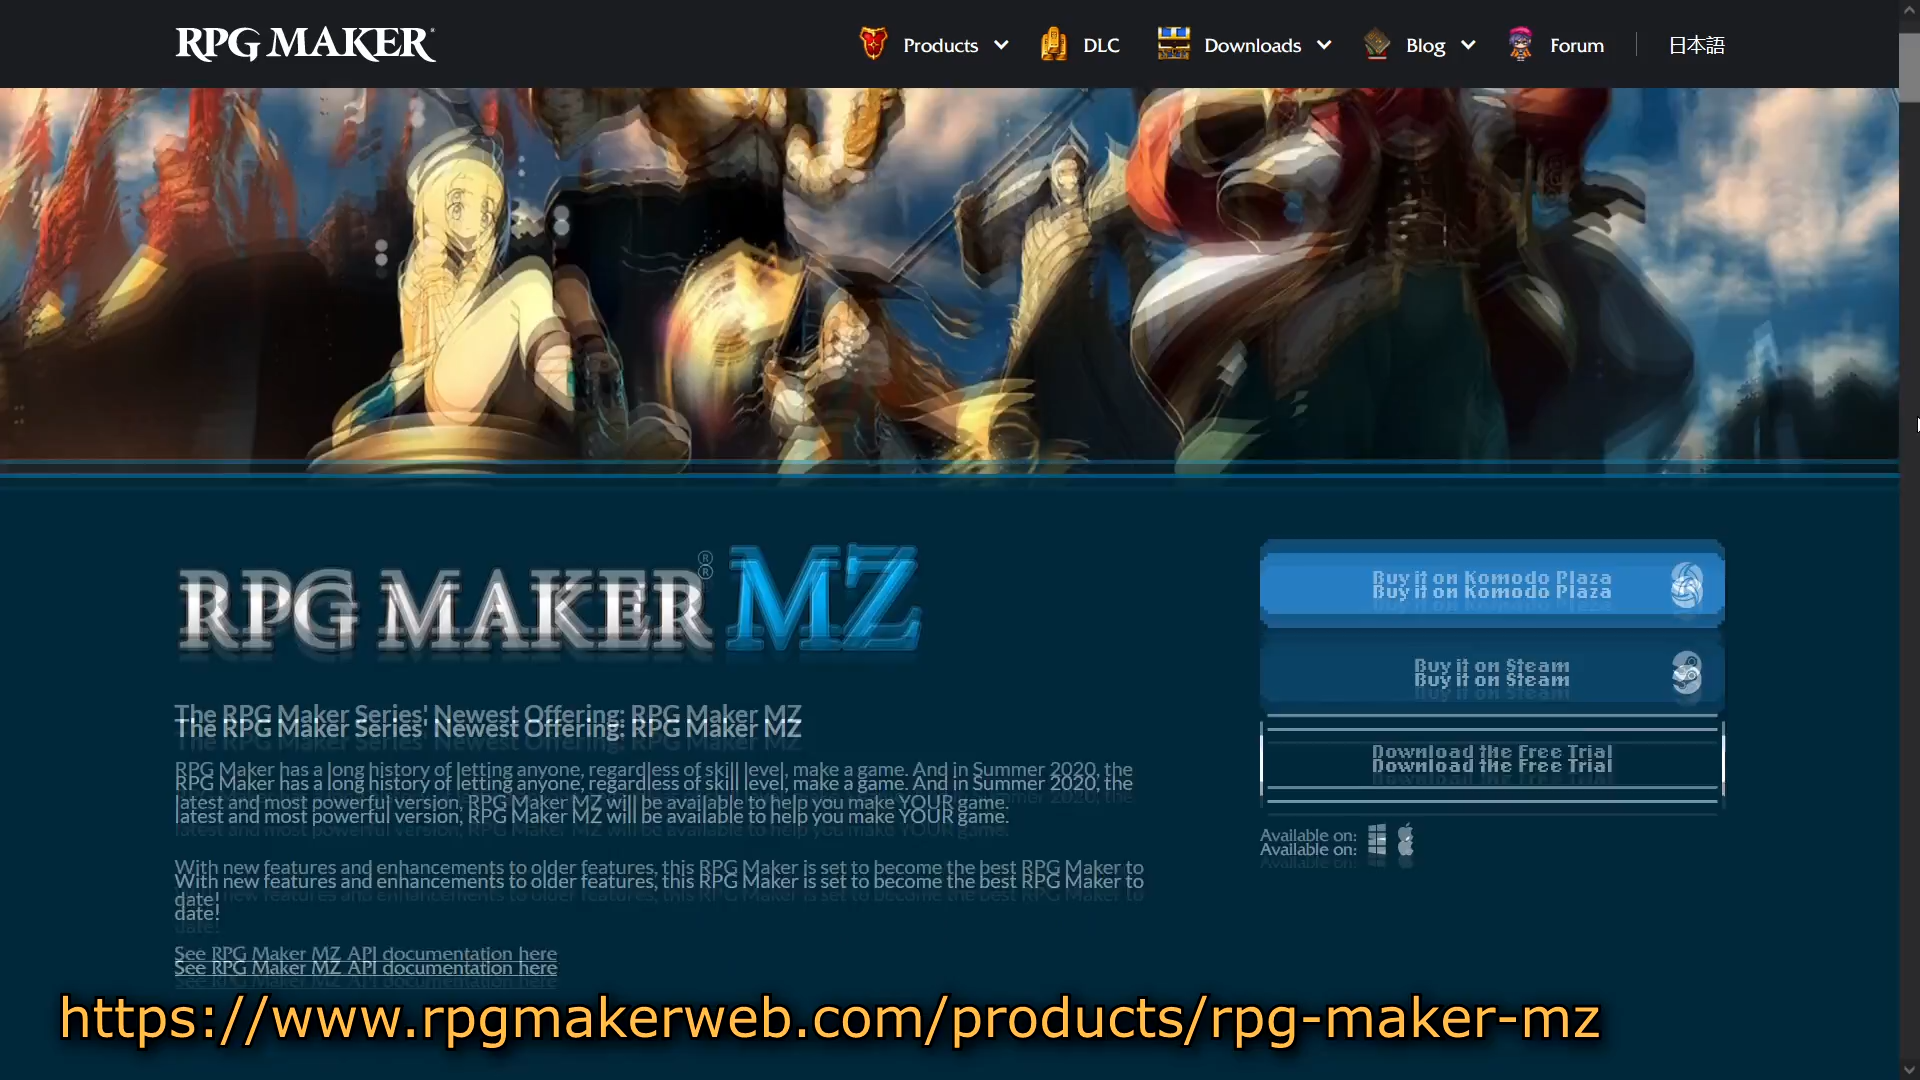 RPG MAKER®
Products
DLC
Downloads
Blog
Forum
日本語
RPG MAKER® MZ
Buy it on Komodo Plaza
Buy it on Steam
Download the Free Trial
Available on:
The RPG Maker Series' Newest Offering: RPG Maker MZ
RPG Maker has a long history of letting anyone, regardless of skill level, make a game. And in Summer 2020, the
latest and most powerful version, RPG Maker MZ will be available to help you make YOUR game.
With new features and enhancements to older features, this RPG Maker is set to become the best RPG Maker to
date!
See RPG Maker MZ API documentation here
https://www.rpgmakerweb.com/products/rpg-maker-mz